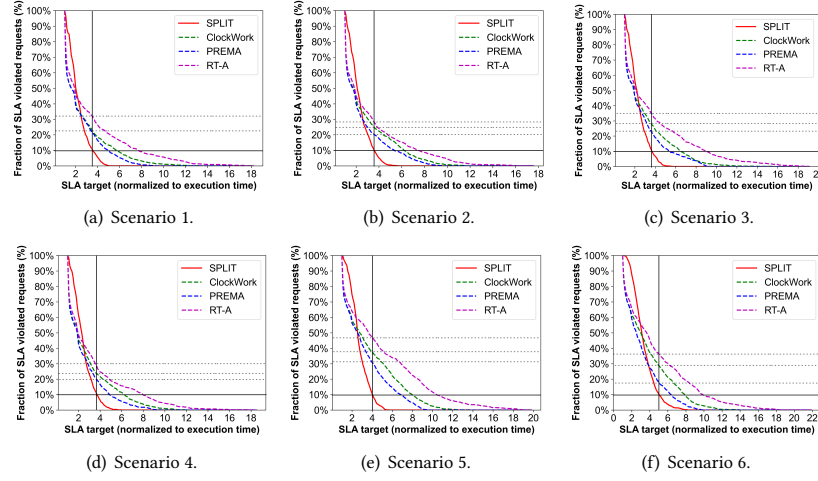 Fraction of SLA violated requests (%)
100%
90%
80%
70%
60%
50%
40%
30%
20%
10%
0%
SPLIT
ClockWork
PREMA
RT-A
2 4 6 8 10 12 14 16 18
SLA target (normalized to execution time)
(a) Scenario 1.
Fraction of SLA violated requests (%)
100%
90%
80%
70%
60%
50%
40%
30%
20%
10%
0%
SPLIT
ClockWork
PREMA
RT-A
2 4 6 8 10 12 14 16 18
SLA target (normalized to execution time)
(b) Scenario 2.
Fraction of SLA violated requests (%)
100%
90%
80%
70%
60%
50%
40%
30%
20%
10%
0%
SPLIT
ClockWork
PREMA
RT-A
2 4 6 8 10 12 14 16 18
SLA target (normalized to execution time)
(c) Scenario 3.
Fraction of SLA violated requests (%)
100%
90%
80%
70%
60%
50%
40%
30%
20%
10%
0%
SPLIT
ClockWork
PREMA
RT-A
2 4 6 8 10 12 14 16 18
SLA target (normalized to execution time)
(d) Scenario 4.
Fraction of SLA violated requests (%)
100%
90%
80%
70%
60%
50%
40%
30%
20%
10%
0%
SPLIT
ClockWork
PREMA
RT-A
2 4 6 8 10 12 14 16 18 20
SLA target (normalized to execution time)
(e) Scenario 5.
Fraction of SLA violated requests (%)
100%
90%
80%
70%
60%
50%
40%
30%
20%
10%
0%
SPLIT
ClockWork
PREMA
RT-A
0 2 4 6 8 10 12 14 16 18 20 22
SLA target (normalized to execution time)
(f) Scenario 6.